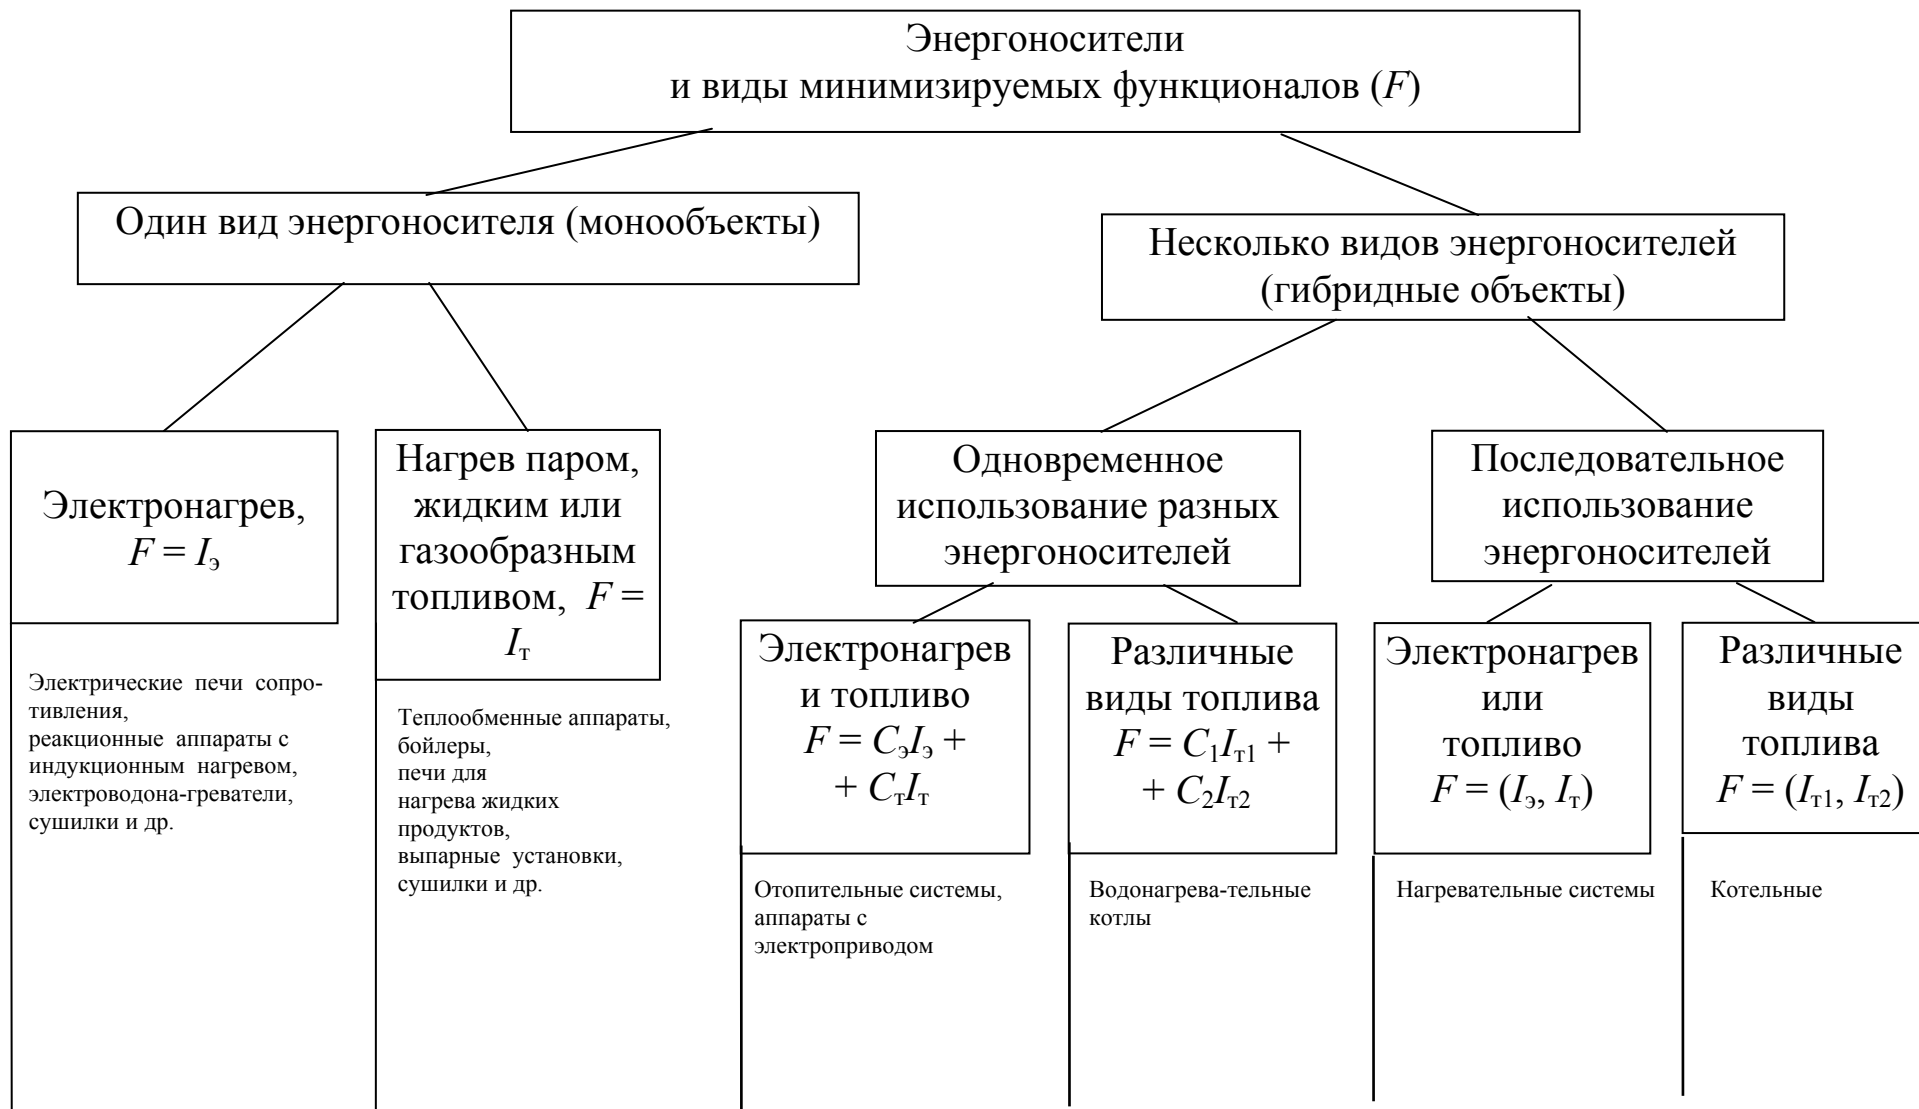 Энергоносители
и виды минимизируемых функционалов (F)
Один вид энергоносителя (монообъекты)
Несколько видов энергоносителей
(гибридные объекты)
Электронагрев,
F = Iэ
Нагрев паром,
жидким или
газообразным
топливом, F =
Iт
Одновременное
использование разных
энергоносителей
Последовательное
использование
энергоносителей
Электронагрев
и топливо
F = CэIэ +
+ CтIт
Различные
виды топлива
F = C1Iт1 +
+ C2Iт2
Электронагрев
или
топливо
F = (Iэ, Iт)
Различные
виды
топлива
F = (Iт1, Iт2)
Электрические печи сопро-
тивления,
реакционные аппараты с
индукционным нагревом,
электроводона-греватели,
сушилки и др.
Теплообменные аппараты,
бойлеры,
печи для
нагрева жидких
продуктов,
выпарные установки,
сушилки и др.
Отопительные системы,
аппараты с
электроприводом
Водонагрева-тельные
котлы
Нагревательные системы
Котельные